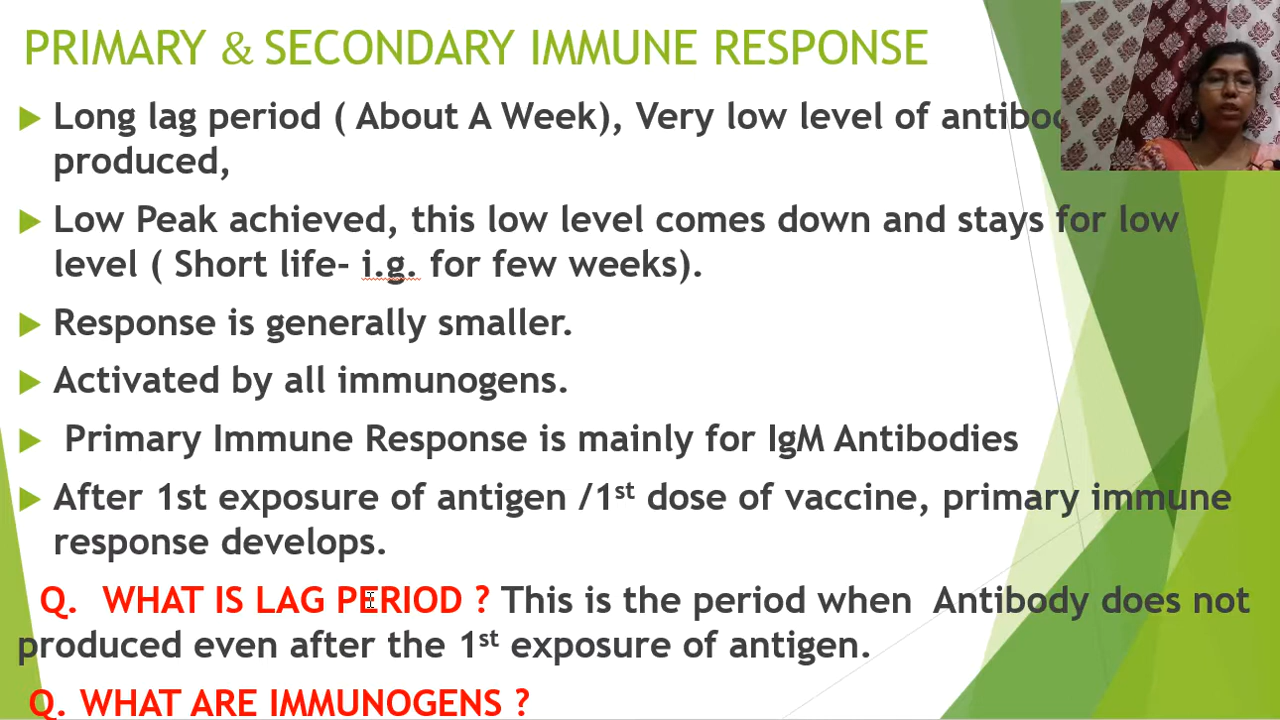 PRIMARY & SECONDARY IMMUNE RESPONSE
Long lag period ( About A Week), Very low level of
produced,
Low Peak achieved, this low level comes down and stays for low
level ( Short life- i.g. for few weeks).
Response is generally smaller.
Activated by all immunogens.
Primary Immune Response is mainly for IgM Antibodies
After 1st exposure of antigen /1st dose of vaccine, primary immune
response develops.
Q. WHAT IS LAG PERIOD ? This is the period when Antibody does not
produced even after the 1st exposure of antigen.
Q. WHAT ARE IMMUNOGENS ?